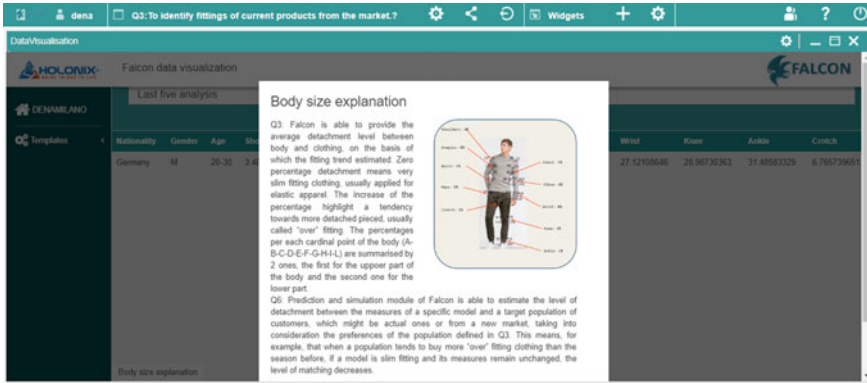 dena
Q3:To identify fittings of current products from the market.?
Widgets
?
DataVisualisation
HOLONIX
Falcon data visualization
FALCON
Last five analysis
DENAMILANO
Templates
Nationality Gender Age Wrist Knee Ankle Crotch
Germany M 20-30 27.12108646 28.98730363 31.48583325
Body size explanation
Q3: Falcon is able to provide the
average detachment level between
body and clothing, on the basis of
which the fitting trend estimated. Zero
percentage detachment means very
slim fitting clothing, usually applied for
elastic apparel. The increase of the
percentage highlight a tendency
towards more detached pieced, usually
called "over" fitting. The percentages
per each cardinal point of the body (A-
B-C-D-E-F-G-H-I-L) are summarised by
2 ones, the first for the uppoer part of
the body and the second one for the
lower part.
Q6: Prediction and simulation module of Falcon is able to estimate the level of
detachment between the measures of a specific model and a target population of
customers, which might be actual ones or from a new market, taking into
consideration the preferences of the population defined in Q3. This means, for
example, that when a population tends to buy more "over" fitting clothing than the
season before, if a model is slim fitting and its measures remain unchanged, the
level of matching decreases.
Body size explanation